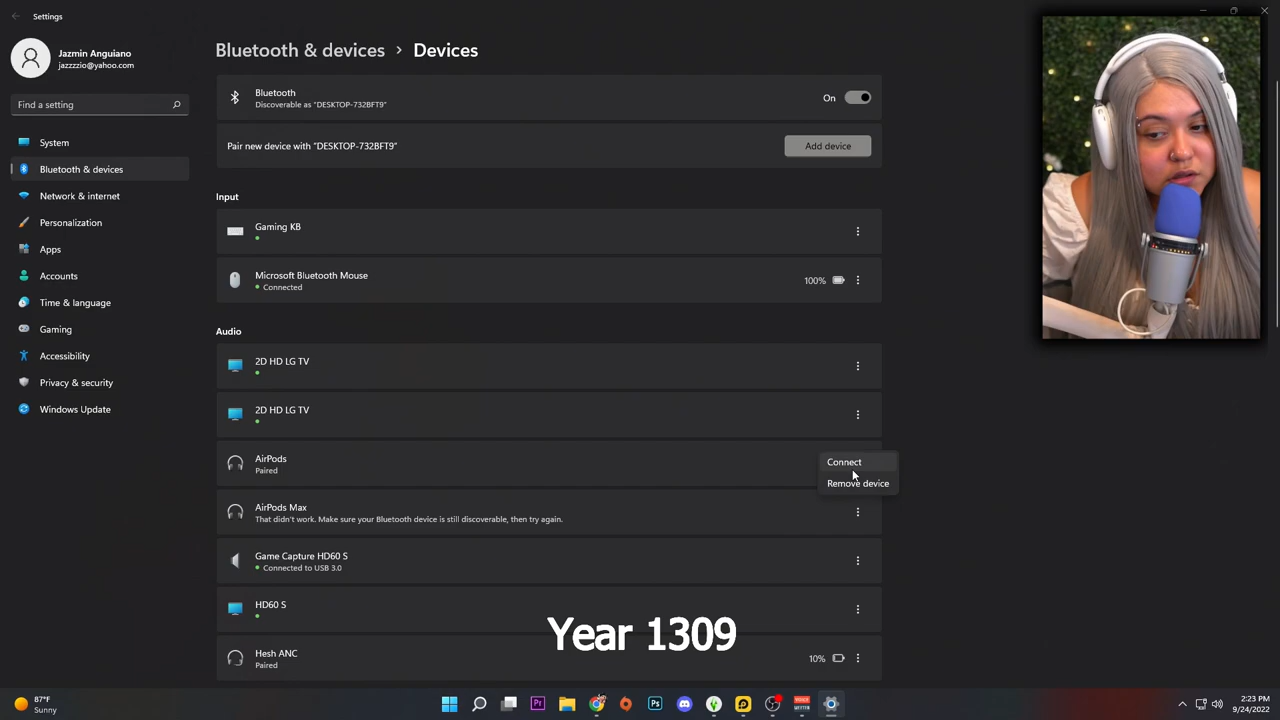 Settings
Jazmin Anguiano
jazzzzio@yahoo.com
Find a setting
System
Bluetooth & devices
Network & internet
Personalization
Apps
Accounts
Time & language
Gaming
Accessibility
Privacy & security
Windows Update
Bluetooth & devices > Devices
Bluetooth
Discoverable as "DESKTOP-732BFT9"
On
Pair new device with "DESKTOP-732BFT9"
Add device
Input
Gaming KB
Microsoft Bluetooth Mouse
Connected
100%
Audio
2D HD LG TV
2D HD LG TV
AirPods
Paired
Connect
Remove device
AirPods Max
That didn't work. Make sure your Bluetooth device is still discoverable, then try again.
Game Capture HD60 S
Connected to USB 3.0
HD60 S
Year 1309
Hesh ANC
Paired
10%
87°F
Sunny
Pr
Ps
2:23 PM
9/24/2022